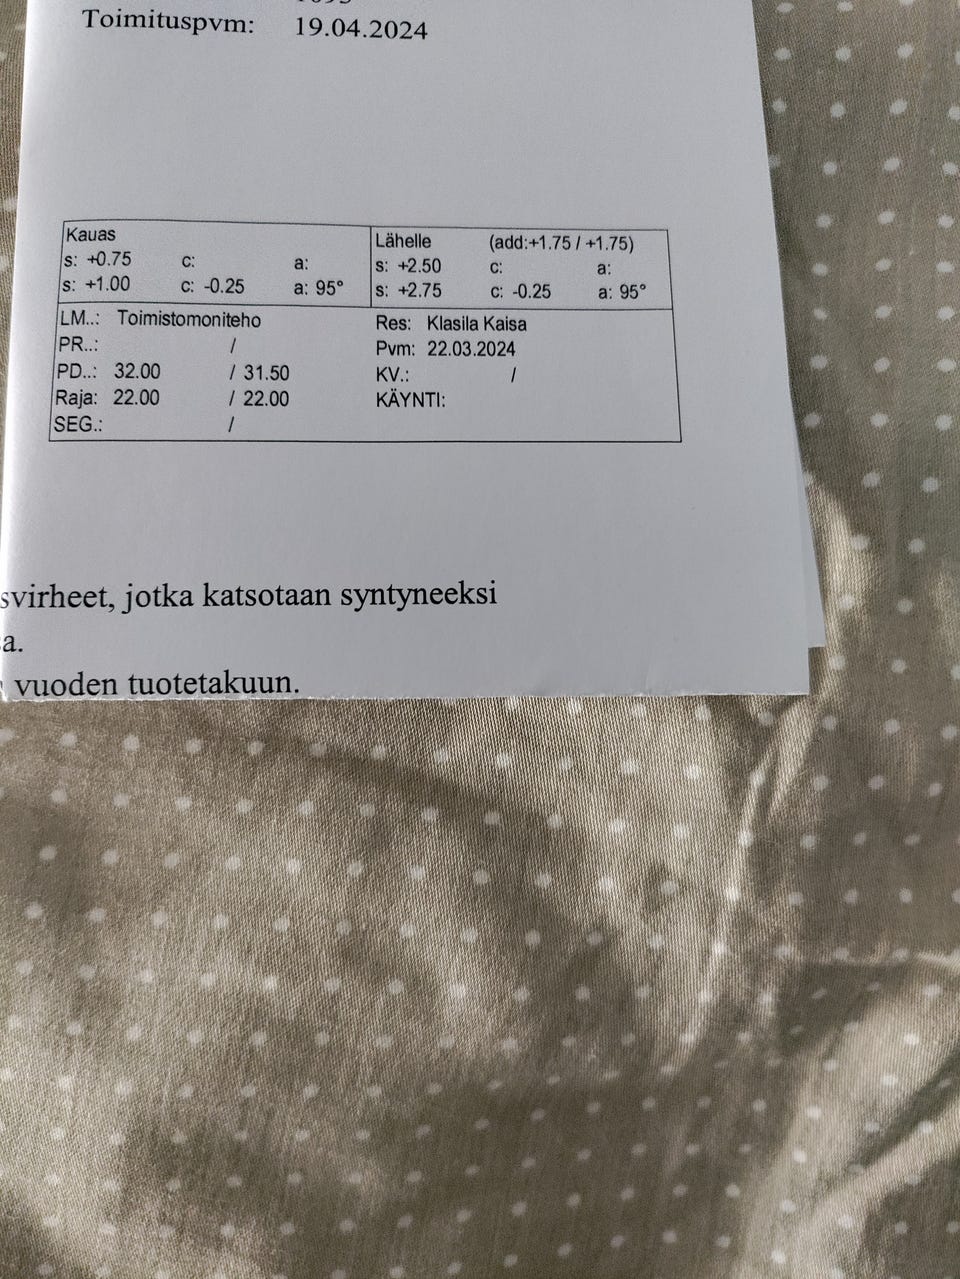 Toimituspvm: 19.04.2024
Kauas
s: +0.75 c: a:
s: +1.00 c: -0.25 a: 95°
Lähelle (add:+1.75 / +1.75)
s: +2.50 c: a:
s: +2.75 c: -0.25 a: 95°
LM..: Toimistomoniteho
PR..: /
PD..: 32.00 / 31.50
Raja: 22.00 / 22.00
SEG.: /
Res: Klasila Kaisa
Pvm: 22.03.2024
KV.: /
KÄYNTI:
svirheet, jotka katsotaan syntyneeksi
a.
vuoden tuotetakuun.